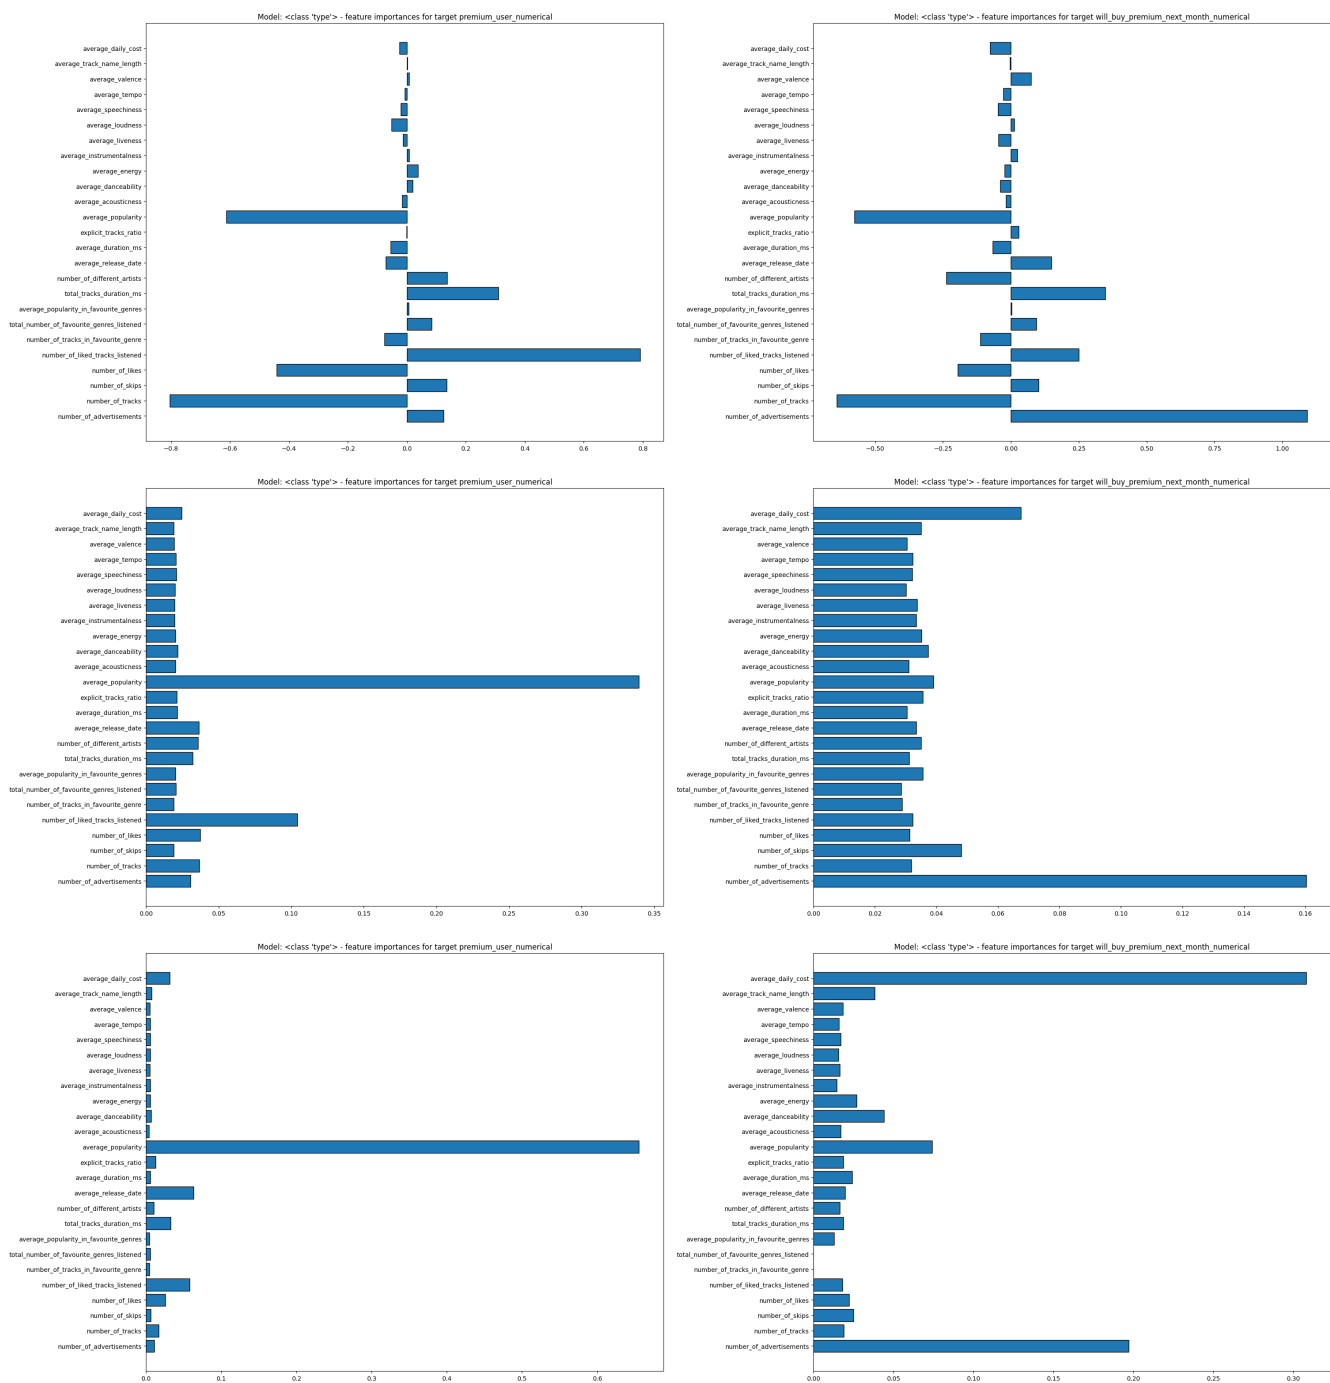 Model: <class 'type'> - feature importances for target premium_user_numerical
average_daily_cost
average_track_name_length
average_valence
average_tempo
average_speechiness
average_loudness
average_liveness
average_instrumentalness
average_energy
average_danceability
average_acousticness
average_popularity
explicit_tracks_ratio
average_duration_ms
average_release_date
number_of_different_artists
total_tracks_duration_ms
average_popularity_in_favourite_genres
total_number_of_favourite_genres_listened
number_of_tracks_in_favourite_genre
number_of_liked_tracks_listened
number_of_likes
number_of_skips
number_of_tracks
number_of_advertisements
−0.8 −0.6 −0.4 −0.2 0.0 0.2 0.4 0.6 0.8
Model: <class 'type'> - feature importances for target will_buy_premium_next_month_numerical
average_daily_cost
average_track_name_length
average_valence
average_tempo
average_speechiness
average_loudness
average_liveness
average_instrumentalness
average_energy
average_danceability
average_acousticness
average_popularity
explicit_tracks_ratio
average_duration_ms
average_release_date
number_of_different_artists
total_tracks_duration_ms
average_popularity_in_favourite_genres
total_number_of_favourite_genres_listened
number_of_tracks_in_favourite_genre
number_of_liked_tracks_listened
number_of_likes
number_of_skips
number_of_tracks
number_of_advertisements
−0.50 −0.25 0.00 0.25 0.50 0.75 1.00
Model: <class 'type'> - feature importances for target premium_user_numerical
average_daily_cost
average_track_name_length
average_valence
average_tempo
average_speechiness
average_loudness
average_liveness
average_instrumentalness
average_energy
average_danceability
average_acousticness
average_popularity
explicit_tracks_ratio
average_duration_ms
average_release_date
number_of_different_artists
total_tracks_duration_ms
average_popularity_in_favourite_genres
total_number_of_favourite_genres_listened
number_of_tracks_in_favourite_genre
number_of_liked_tracks_listened
number_of_likes
number_of_skips
number_of_tracks
number_of_advertisements
0.00 0.05 0.10 0.15 0.20 0.25 0.30 0.35
Model: <class 'type'> - feature importances for target will_buy_premium_next_month_numerical
average_daily_cost
average_track_name_length
average_valence
average_tempo
average_speechiness
average_loudness
average_liveness
average_instrumentalness
average_energy
average_danceability
average_acousticness
average_popularity
explicit_tracks_ratio
average_duration_ms
average_release_date
number_of_different_artists
total_tracks_duration_ms
average_popularity_in_favourite_genres
total_number_of_favourite_genres_listened
number_of_tracks_in_favourite_genre
number_of_liked_tracks_listened
number_of_likes
number_of_skips
number_of_tracks
number_of_advertisements
0.00 0.02 0.04 0.06 0.08 0.10 0.12 0.14 0.16
Model: <class 'type'> - feature importances for target premium_user_numerical
average_daily_cost
average_track_name_length
average_valence
average_tempo
average_speechiness
average_loudness
average_liveness
average_instrumentalness
average_energy
average_danceability
average_acousticness
average_popularity
explicit_tracks_ratio
average_duration_ms
average_release_date
number_of_different_artists
total_tracks_duration_ms
average_popularity_in_favourite_genres
total_number_of_favourite_genres_listened
number_of_tracks_in_favourite_genre
number_of_liked_tracks_listened
number_of_likes
number_of_skips
number_of_tracks
number_of_advertisements
0.0 0.1 0.2 0.3 0.4 0.5 0.6
Model: <class 'type'> - feature importances for target will_buy_premium_next_month_numerical
average_daily_cost
average_track_name_length
average_valence
average_tempo
average_speechiness
average_loudness
average_liveness
average_instrumentalness
average_energy
average_danceability
average_acousticness
average_popularity
explicit_tracks_ratio
average_duration_ms
average_release_date
number_of_different_artists
total_tracks_duration_ms
average_popularity_in_favourite_genres
total_number_of_favourite_genres_listened
number_of_tracks_in_favourite_genre
number_of_liked_tracks_listened
number_of_likes
number_of_skips
number_of_tracks
number_of_advertisements
0.00 0.05 0.10 0.15 0.20 0.25 0.30